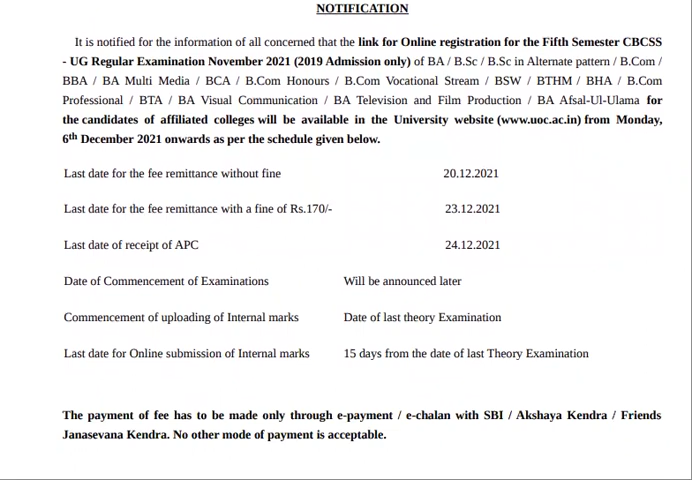 NOTIFICATION
It is notified for the information of all concerned that the link for Online registration for the Fifth Semester CBCSS
- UG Regular Examination November 2021 (2019 Admission only) of BA / B.Sc / B.Sc in Alternate pattern / B.Com /
BBA / BA Multi Media / BCA / B.Com Honours / B.Com Vocational Stream / BSW / BTHM / BHA / B.Com
Professional / BTA / BA Visual Communication / BA Television and Film Production / BA Afsal-Ul-Ulama for
the candidates of affiliated colleges will be available in the University website (www.uoc.ac.in) from Monday,
6th December 2021 onwards as per the schedule given below.
Last date for the fee remittance without fine 20.12.2021
Last date for the fee remittance with a fine of Rs.170/- 23.12.2021
Last date of receipt of APC 24.12.2021
Date of Commencement of Examinations Will be announced later
Commencement of uploading of Internal marks Date of last theory Examination
Last date for Online submission of Internal marks 15 days from the date of last Theory Examination
The payment of fee has to be made only through e-payment / e-chalan with SBI / Akshaya Kendra / Friends
Janasevana Kendra. No other mode of payment is acceptable.